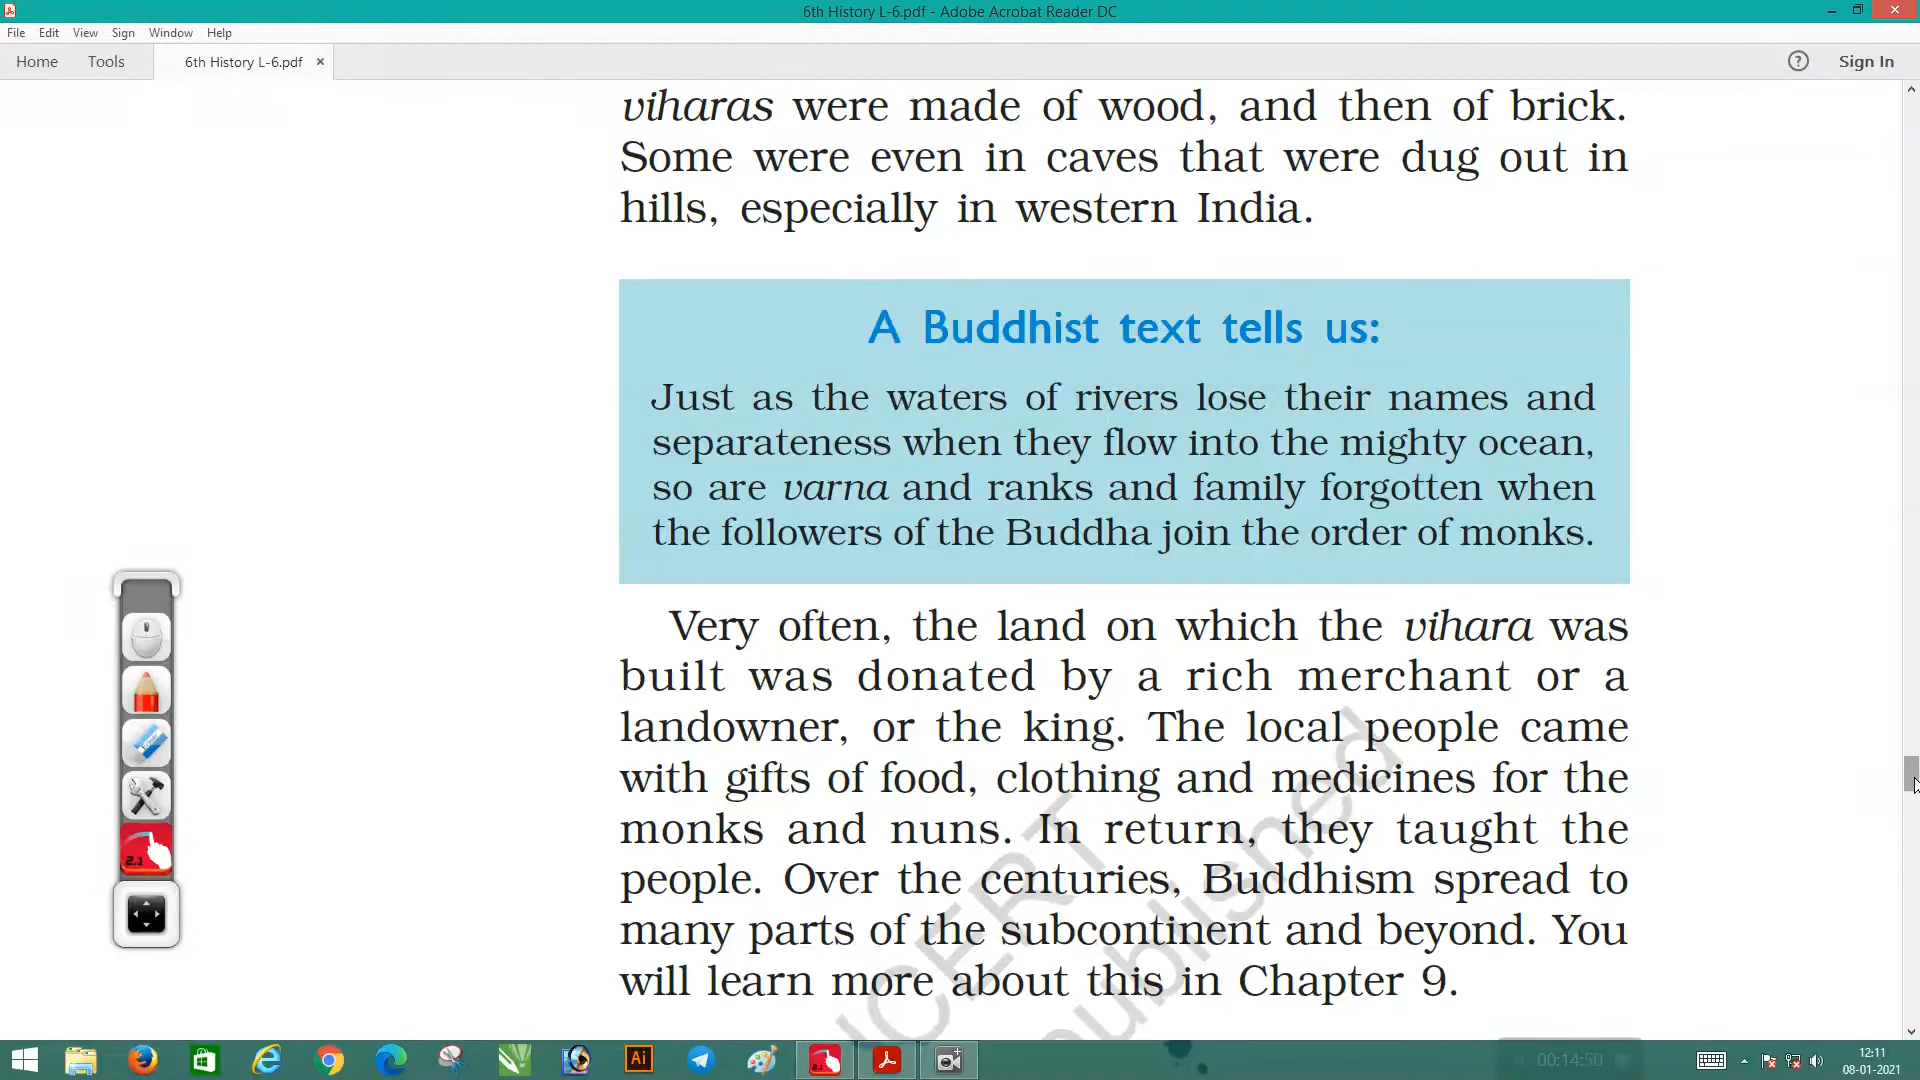 6th History L-6.pdf - Adobe Acrobat Reader DC
File Edit View Sign Window Help
Home Tools 6th History L-6.pdf × ? Sign In
viharas were made of wood, and then of brick.
Some were even in caves that were dug out in
hills, especially in western India.
A Buddhist text tells us:
Just as the waters of rivers lose their names and
separateness when they flow into the mighty ocean,
so are varna and ranks and family forgotten when
the followers of the Buddha join the order of monks.
Very often, the land on which the vihara was
built was donated by a rich merchant or a
landowner, or the king. The local people came
with gifts of food, clothing and medicines for the
monks and nuns. In return, they taught the
people. Over the centuries, Buddhism spread to
many parts of the subcontinent and beyond. You
will learn more about this in Chapter 9.
NCERT
published
2.1
Ai
2.1
00:14:50
12:11
08-01-2021